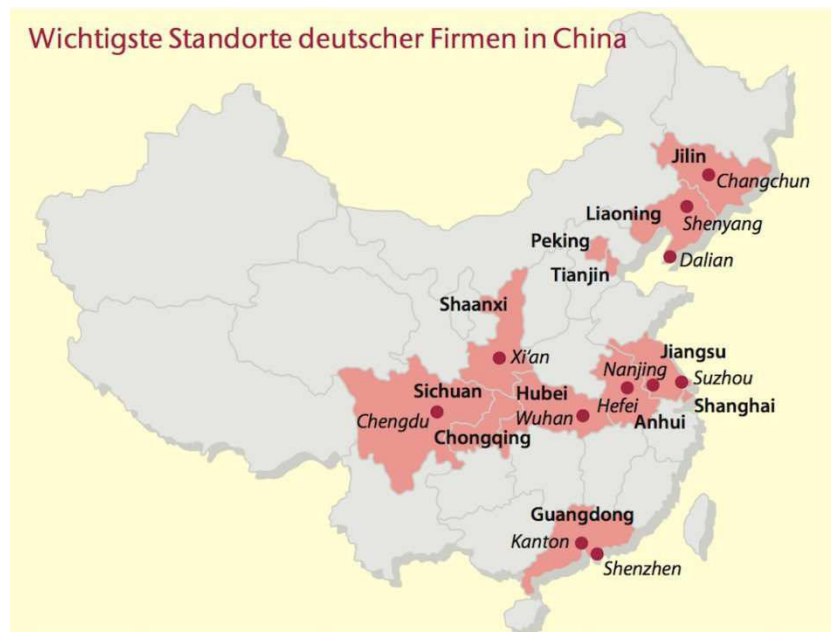 Wichtigste Standorte deutscher Firmen in China
Jilin
Changchun
Liaoning
Shenyang
Peking
Dalian
Tianjin
Shaanxi
Xi'an
Jiangsu
Nanjing
Suzhou
Sichuan
Hubei
Hefei
Shanghai
Chengdu
Wuhan
Anhui
Chongqing
Guangdong
Kanton
Shenzhen